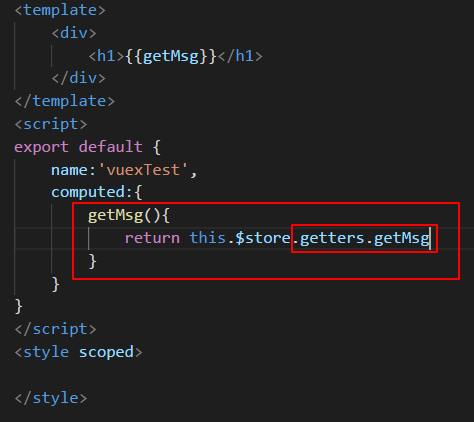 <template>
    <div>
        <h1>{{getMsg}}</h1>
    </div>
</template>
<script>
export default {
    name:'vuexTest',
    computed:{
        getMsg(){
            return this.$store.getters.getMsg
        }
    }
}
</script>
<style scoped>

</style>